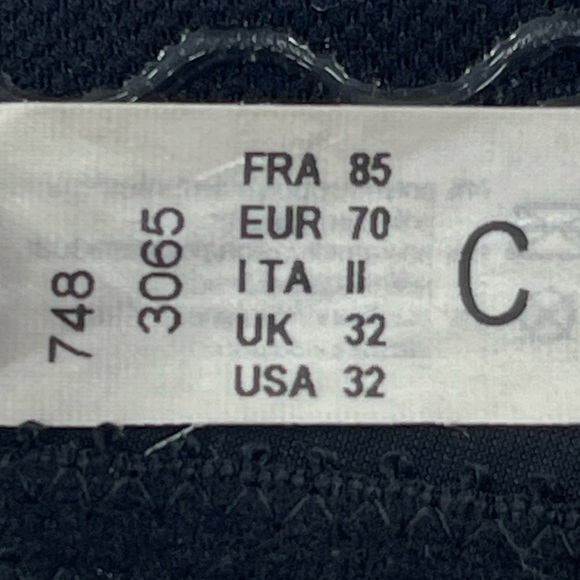 748
3065
FRA 85
EUR 70
ITA II
UK 32
USA 32
C